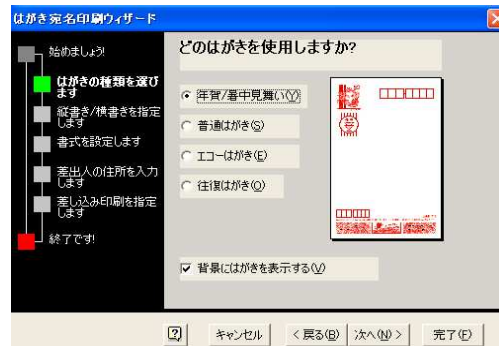 はがき宛名印刷ウィザード
始めましょう!
はがきの種類を選び
ます
縦書き/横書きを指定
します
書式を設定します
差出人の住所を入力
します
差し込み印刷を指定
します
終了です!
どのはがきを使用しますか?
年賀/暑中見舞い(Y)
普通はがき(S)
エコーはがき(E)
往復はがき(O)
背景にはがきを表示する(V)
キャンセル
< 戻る(B)
次へ(N) >
完了(F)